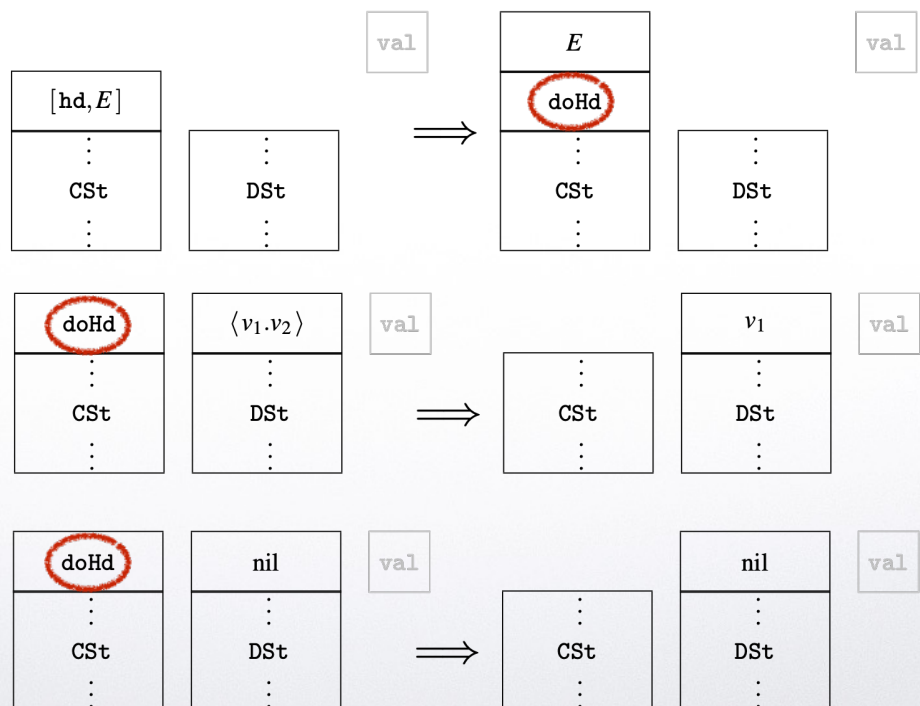 val
E
val
[hd, E]
doHd
⋮
CSt
⋮
⋮
DSt
⋮
⟹
⋮
CSt
⋮
⋮
DSt
⋮
doHd
⟨v₁.v₂⟩
val
v₁
val
⋮
CSt
⋮
⋮
DSt
⋮
⟹
⋮
CSt
⋮
⋮
DSt
⋮
doHd
nil
val
nil
val
⋮
CSt
⋮
⋮
DSt
⋮
⟹
⋮
CSt
⋮
⋮
DSt
⋮